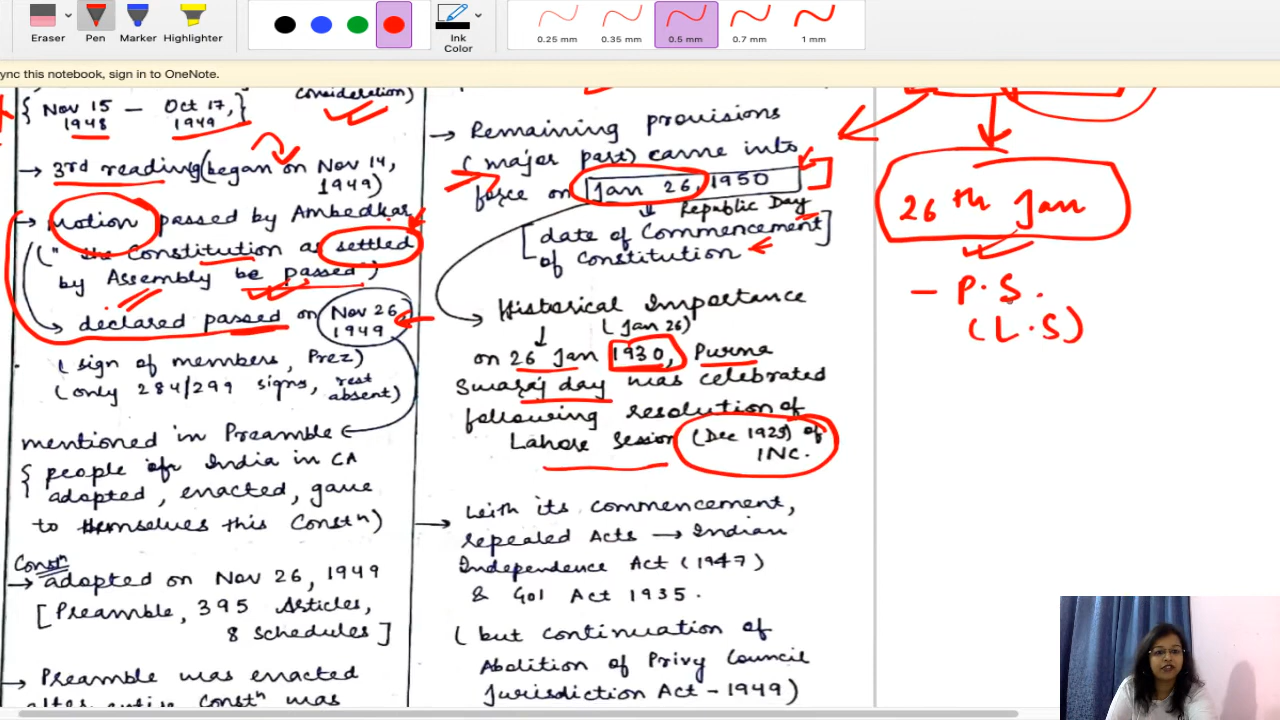 Eraser
Pen
Marker
Highlighter
Ink
Color
0.25 mm
0.35 mm
0.5 mm
0.7 mm
1 mm
ync this notebook, sign in to OneNote.
consideration)
{ Nov 15 – Oct 17, }
1948 1949
→ 3rd reading (began on Nov 14,
1949)
→ motion passed by Ambedkar
(" the Constitution as settled
by Assembly be passed")
→ declared passed on Nov 26,
1949
(sign of members, Prez)
(only 284/299 signs, rest
absent)
mentioned in Preamble
{ people of India in CA
adopted, enacted, gave
to themselves this Constn)
Constn
→ adopted on Nov 26, 1949
[Preamble, 395 Articles,
8 schedules]
→ Preamble was enacted
after entire Constn was
→ Remaining provisions
(major part) came into
force on Jan 26, 1950
Republic Day
[date of Commencement]
of Constitution
Historical Importance
(Jan 26)
on 26 Jan 1930, Purna
Swaraj day was celebrated
following resolution of
Lahore Session (Dec 1929) of
INC.
→ With its commencement,
repealed Acts → Indian
Independence Act (1947)
& GoI Act 1935.
(but continuation of
Abolition of Privy Council
Jurisdiction Act - 1949)
26th Jan
– P.S.
(L.S)